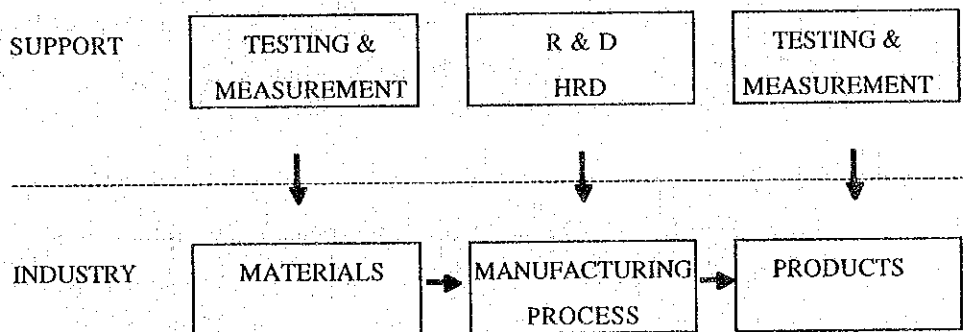 SUPPORT
TESTING &
MEASUREMENT
R & D
HRD
TESTING &
MEASUREMENT
INDUSTRY
MATERIALS
MANUFACTURING
PROCESS
PRODUCTS